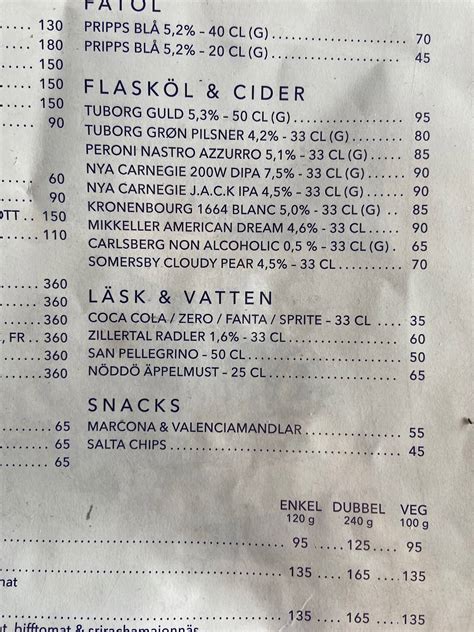 FATÖL
130
PRIPPS BLÅ 5,2% – 40 CL (G) 70
180
PRIPPS BLÅ 5,2% – 20 CL (G) 45
180
150
FLASKÖL & CIDER
150
150
TUBORG GULD 5,3% – 50 CL (G) 95
90
TUBORG GRØN PILSNER 4,2% – 33 CL (G) 80
PERONI NASTRO AZZURRO 5,1% – 33 CL (G) 85
NYA CARNEGIE 200W DIPA 7,5% – 33 CL (G) 90
60
NYA CARNEGIE J.A.C.K IPA 4,5% – 33 CL (G) 90
90
KRONENBOURG 1664 BLANC 5,0% – 33 CL (G) 85
OTT 150
MIKKELLER AMERICAN DREAM 4,6% – 33 CL 90
110
CARLSBERG NON ALCOHOLIC 0,5 % – 33 CL (G) 65
SOMERSBY CLOUDY PEAR 4,5% – 33 CL 70
360
LÄSK & VATTEN
360
360
COCA COLA / ZERO / FANTA / SPRITE – 33 CL 35
, FR 360
ZILLERTAL RADLER 1,6% – 33 CL 60
360
SAN PELLEGRINO – 50 CL 50
360
NÖDDÖ ÄPPELMUST – 25 CL 60
SNACKS
65
MARCONA & VALENCIAMANDLAR 55
65
SALTA CHIPS 45
65
ENKEL DUBBEL VEG
120 g 240 g 100 g
95 125 95
135 165 135
mat
135 165 135